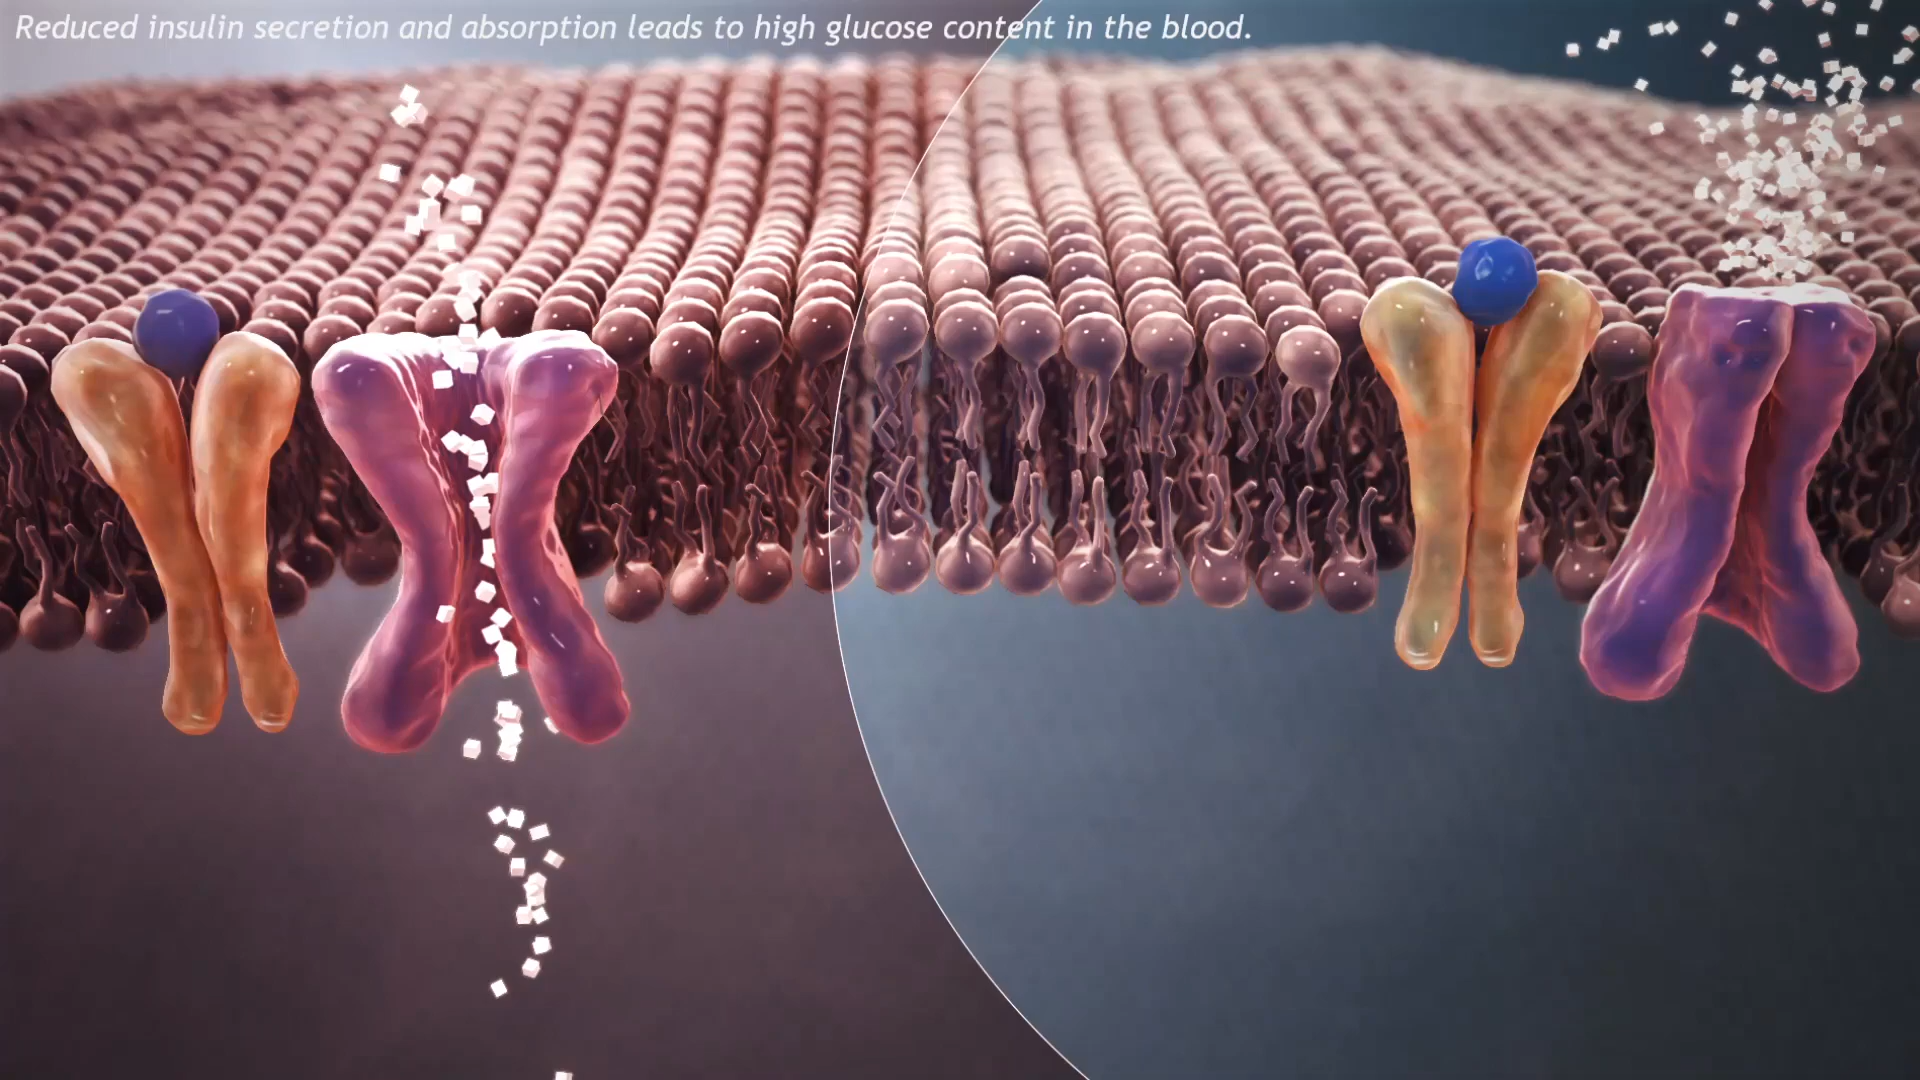 Reduced insulin secretion and absorption leads to high glucose content in the blood.